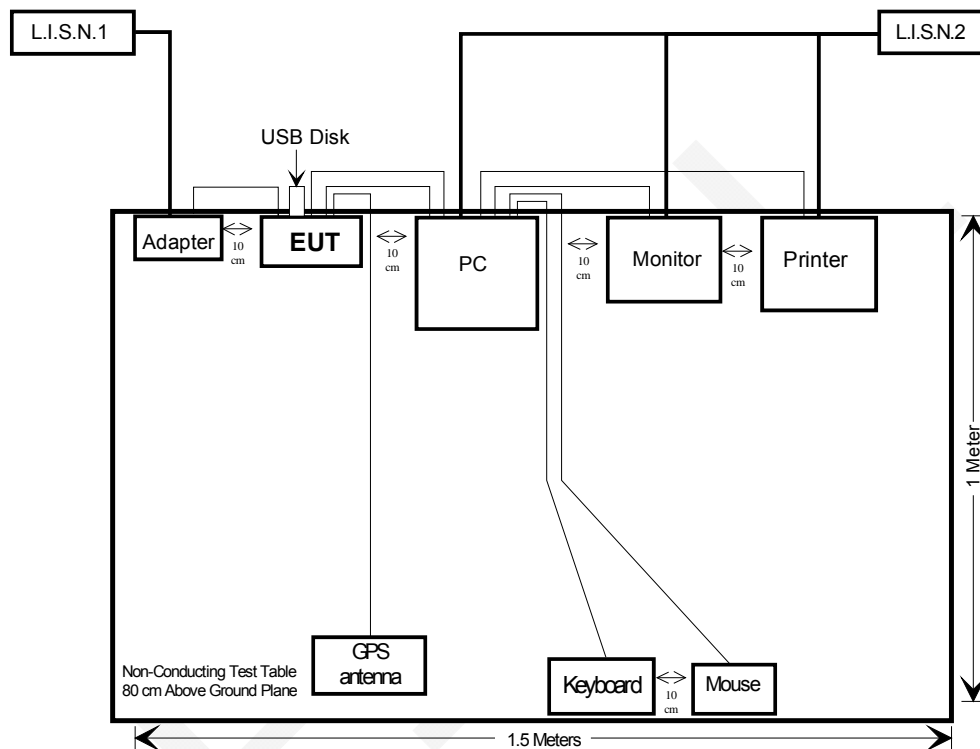 L.I.S.N.1
L.I.S.N.2
USB Disk
Adapter
10
cm
EUT
10
cm
PC
10
cm
Monitor
10
cm
Printer
1 Meter
GPS
antenna
Non-Conducting Test Table
80 cm Above Ground Plane
Keyboard
10
cm
Mouse
1.5 Meters